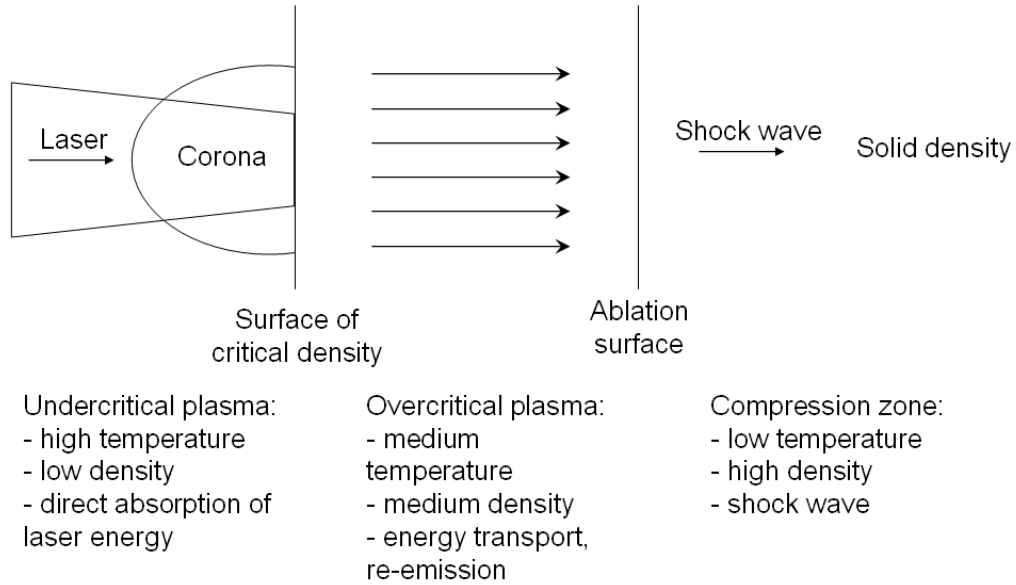 Laser
Corona
Shock wave
Solid density
Surface of
critical density
Ablation
surface
Undercritical plasma:
- high temperature
- low density
- direct absorption of
laser energy
Overcritical plasma:
- medium
temperature
- medium density
- energy transport,
re-emission
Compression zone:
- low temperature
- high density
- shock wave